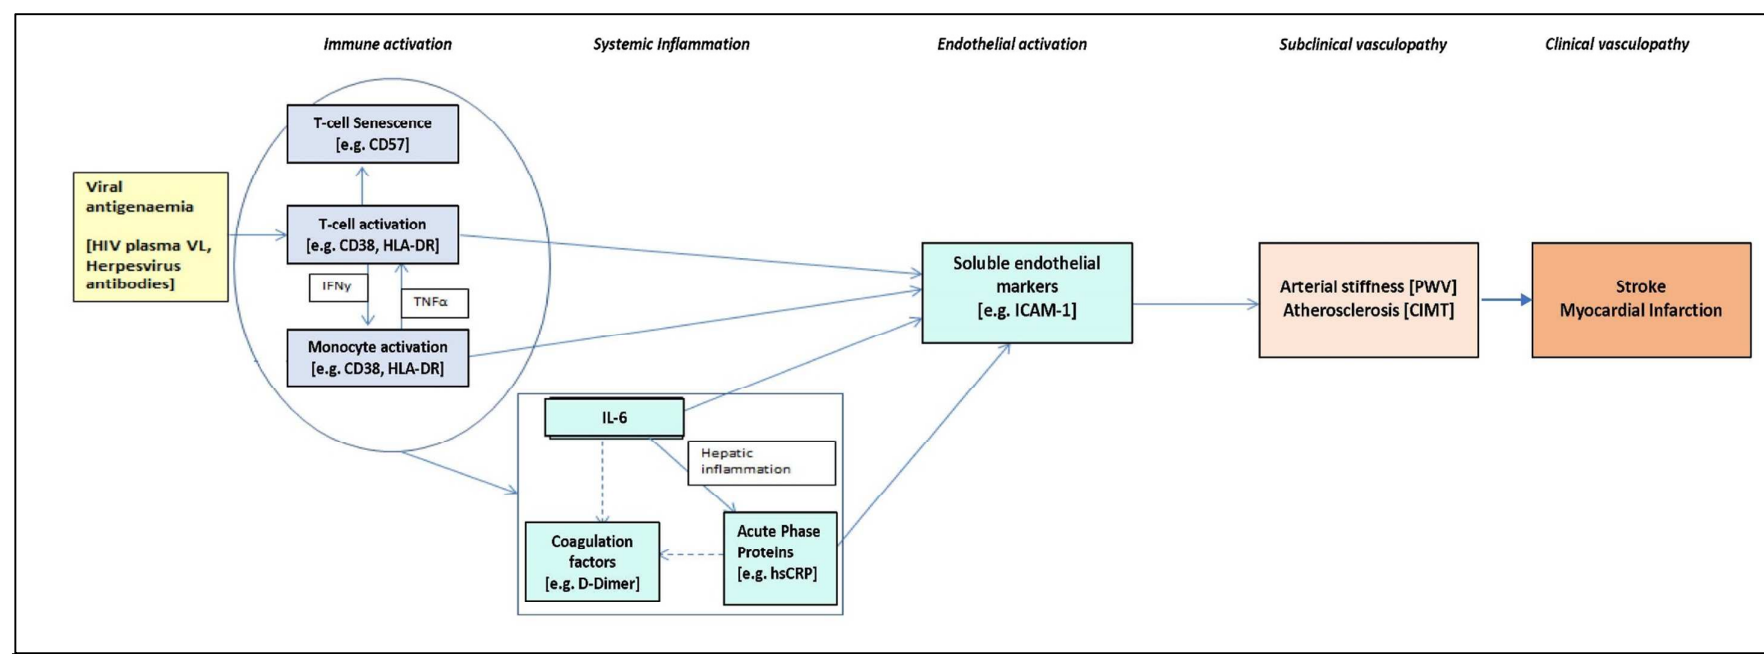 Immune activation
Systemic Inflammation
Endothelial activation
Subclinical vasculopathy
Clinical vasculopathy
T-cell Senescence
[e.g. CD57]
Viral
antigenaemia
[HIV plasma VL,
Herpesvirus
antibodies]
T-cell activation
[e.g. CD38, HLA-DR]
IFNγ
TNFα
Monocyte activation
[e.g. CD38, HLA-DR]
IL-6
Hepatic
inflammation
Coagulation
factors
[e.g. D-Dimer]
Acute Phase
Proteins
[e.g. hsCRP]
Soluble endothelial
markers
[e.g. ICAM-1]
Arterial stiffness [PWV]
Atherosclerosis [CIMT]
Stroke
Myocardial Infarction